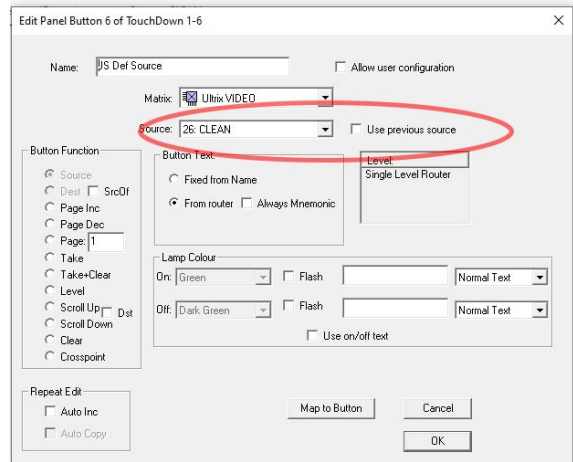 Edit Panel Button 6 of TouchDown 1-6
Name: JS Def Source
Allow user configuration
Matrix: Ultrix VIDEO
Source: 26: CLEAN
Use previous source
Button Function
Source
Dest SrcOf
Page Inc
Page Dec
Page: 1
Take
Take+Clear
Level
Scroll Up Dst
Scroll Down
Clear
Crosspoint
Button Text:
Fixed from Name
From router Always Mnemonic
Level:
Single Level Router
Lamp Colour
On: Green Flash Normal Text
Off: Dark Green Flash Normal Text
Use on/off text
Repeat Edit
Auto Inc
Auto Copy
Map to Button Cancel
OK